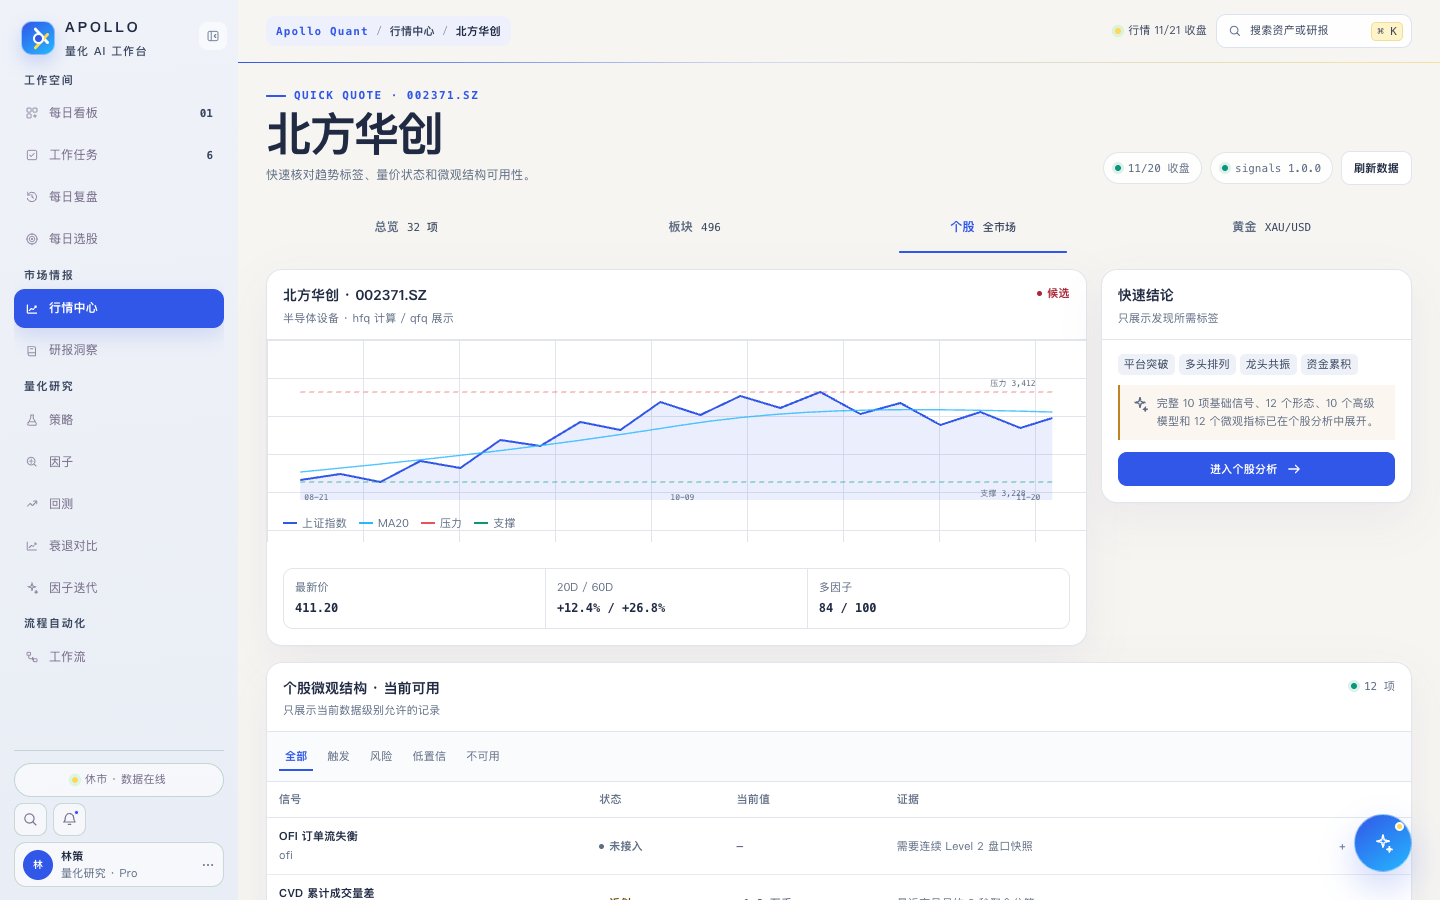 APOLLO
量化 AI 工作台
工作空间
每日看板 01
工作任务 6
每日复盘
每日选股
市场情报
行情中心
研报洞察
量化研究
策略
因子
回测
衰退对比
因子迭代
流程自动化
工作流
休市 · 数据在线
林
林策
量化研究 · Pro
Apollo Quant / 行情中心 / 北方华创
行情 11/21 收盘
搜索资产或研报 ⌘ K
QUICK QUOTE · 002371.SZ
北方华创
快速核对趋势标签、量价状态和微观结构可用性。
11/20 收盘
signals 1.0.0
刷新数据
总览 32 项
板块 496
个股 全市场
黄金 XAU/USD
北方华创 · 002371.SZ
候选
半导体设备 · hfq 计算 / qfq 展示
压力 3,412
支撑 3,228
08-21
10-09
11-20
上证指数 MA20 压力 支撑
最新价
411.20
20D / 60D
+12.4% / +26.8%
多因子
84 / 100
快速结论
只展示发现所需标签
平台突破 多头排列 龙头共振 资金累积
完整 10 项基础信号、12 个形态、10 个高级
模型和 12 个微观指标已在个股分析中展开。
进入个股分析 →
个股微观结构 · 当前可用
12 项
只展示当前数据级别允许的记录
全部 触发 风险 低置信 不可用
信号 状态 当前值 证据
OFI 订单流失衡
ofi
未接入 — 需要连续 Level 2 盘口快照 +
CVD 累计成交量差